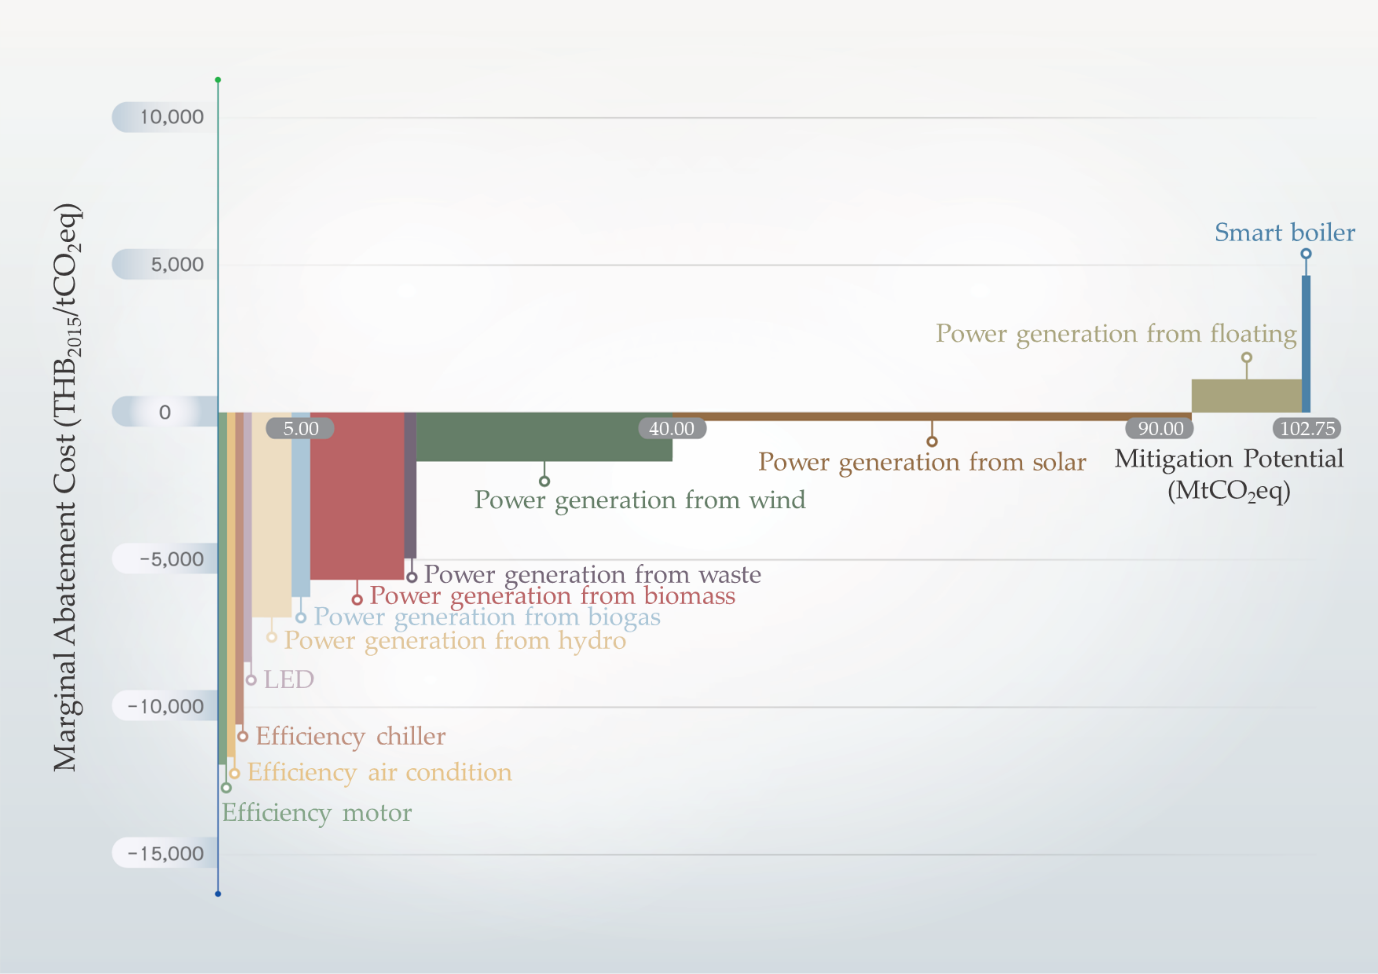 10,000
5,000
0
−5,000
−10,000
−15,000
Marginal Abatement Cost (THB₂₀₁₅/tCO₂eq)
Smart boiler
Power generation from floating
5.00
40.00
90.00
102.75
Mitigation Potential
(MtCO₂eq)
Power generation from solar
Power generation from wind
Power generation from waste
Power generation from biomass
Power generation from biogas
Power generation from hydro
LED
Efficiency chiller
Efficiency air condition
Efficiency motor